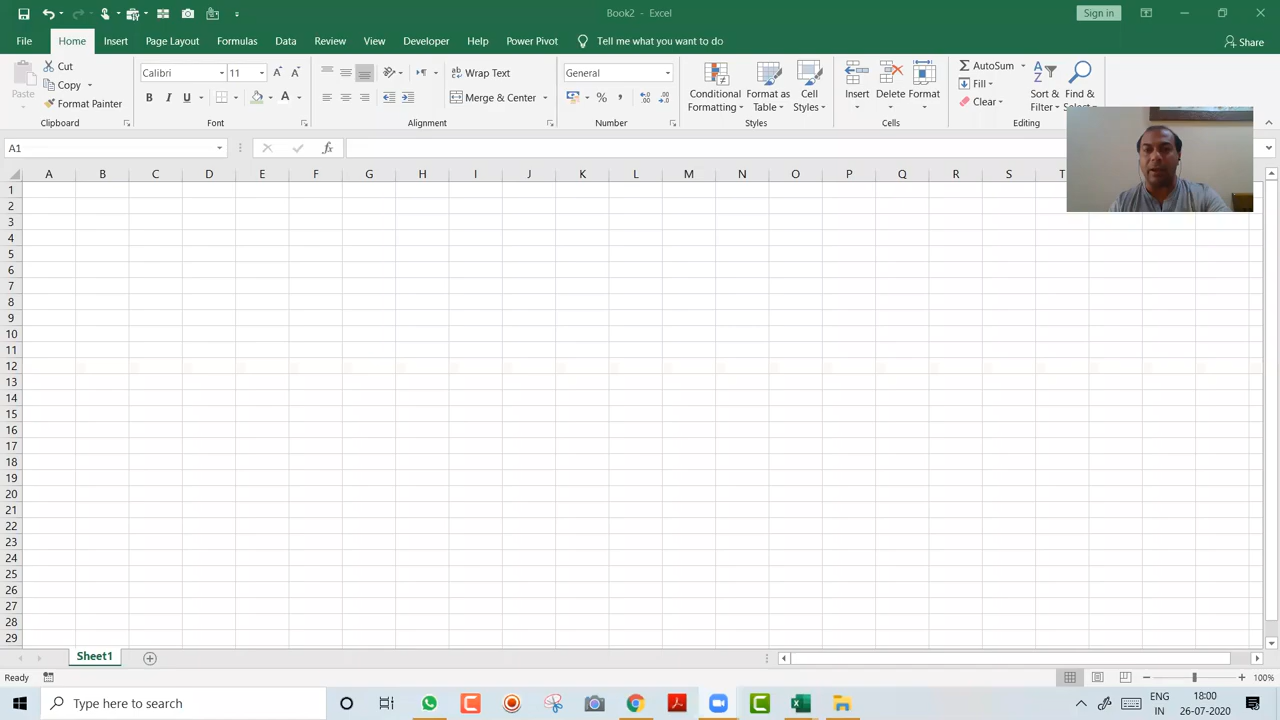 Book2 - Excel
Sign in
File Home Insert Page Layout Formulas Data Review View Developer Help Power Pivot Tell me what you want to do Share
Paste
Cut
Copy
Format Painter
Clipboard
Calibri 11 A A
B I U A
Font
Wrap Text
Merge & Center
Alignment
General
% ,
Number
Conditional Formatting
Format as Table
Cell Styles
Styles
Insert Delete Format
Cells
AutoSum
Fill
Clear
Sort & Filter
Find & Select
Editing
A1 fx
A B C D E F G H I J K L M N O P Q R S T
1
2
3
4
5
6
7
8
9
10
11
12
13
14
15
16
17
18
19
20
21
22
23
24
25
26
27
28
29
Sheet1
Ready 100%
Type here to search
ENG 18:00
IN 26-07-2020